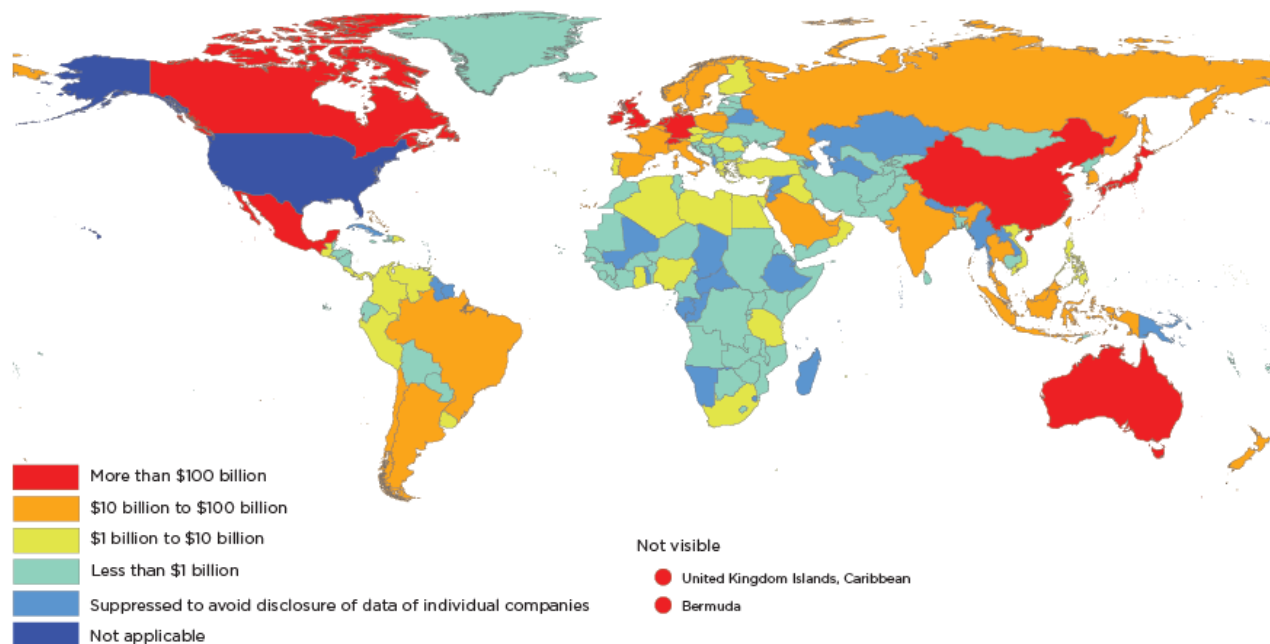 More than $100 billion
$10 billion to $100 billion
$1 billion to $10 billion
Less than $1 billion
Suppressed to avoid disclosure of data of individual companies
Not applicable
Not visible
United Kingdom Islands, Caribbean
Bermuda